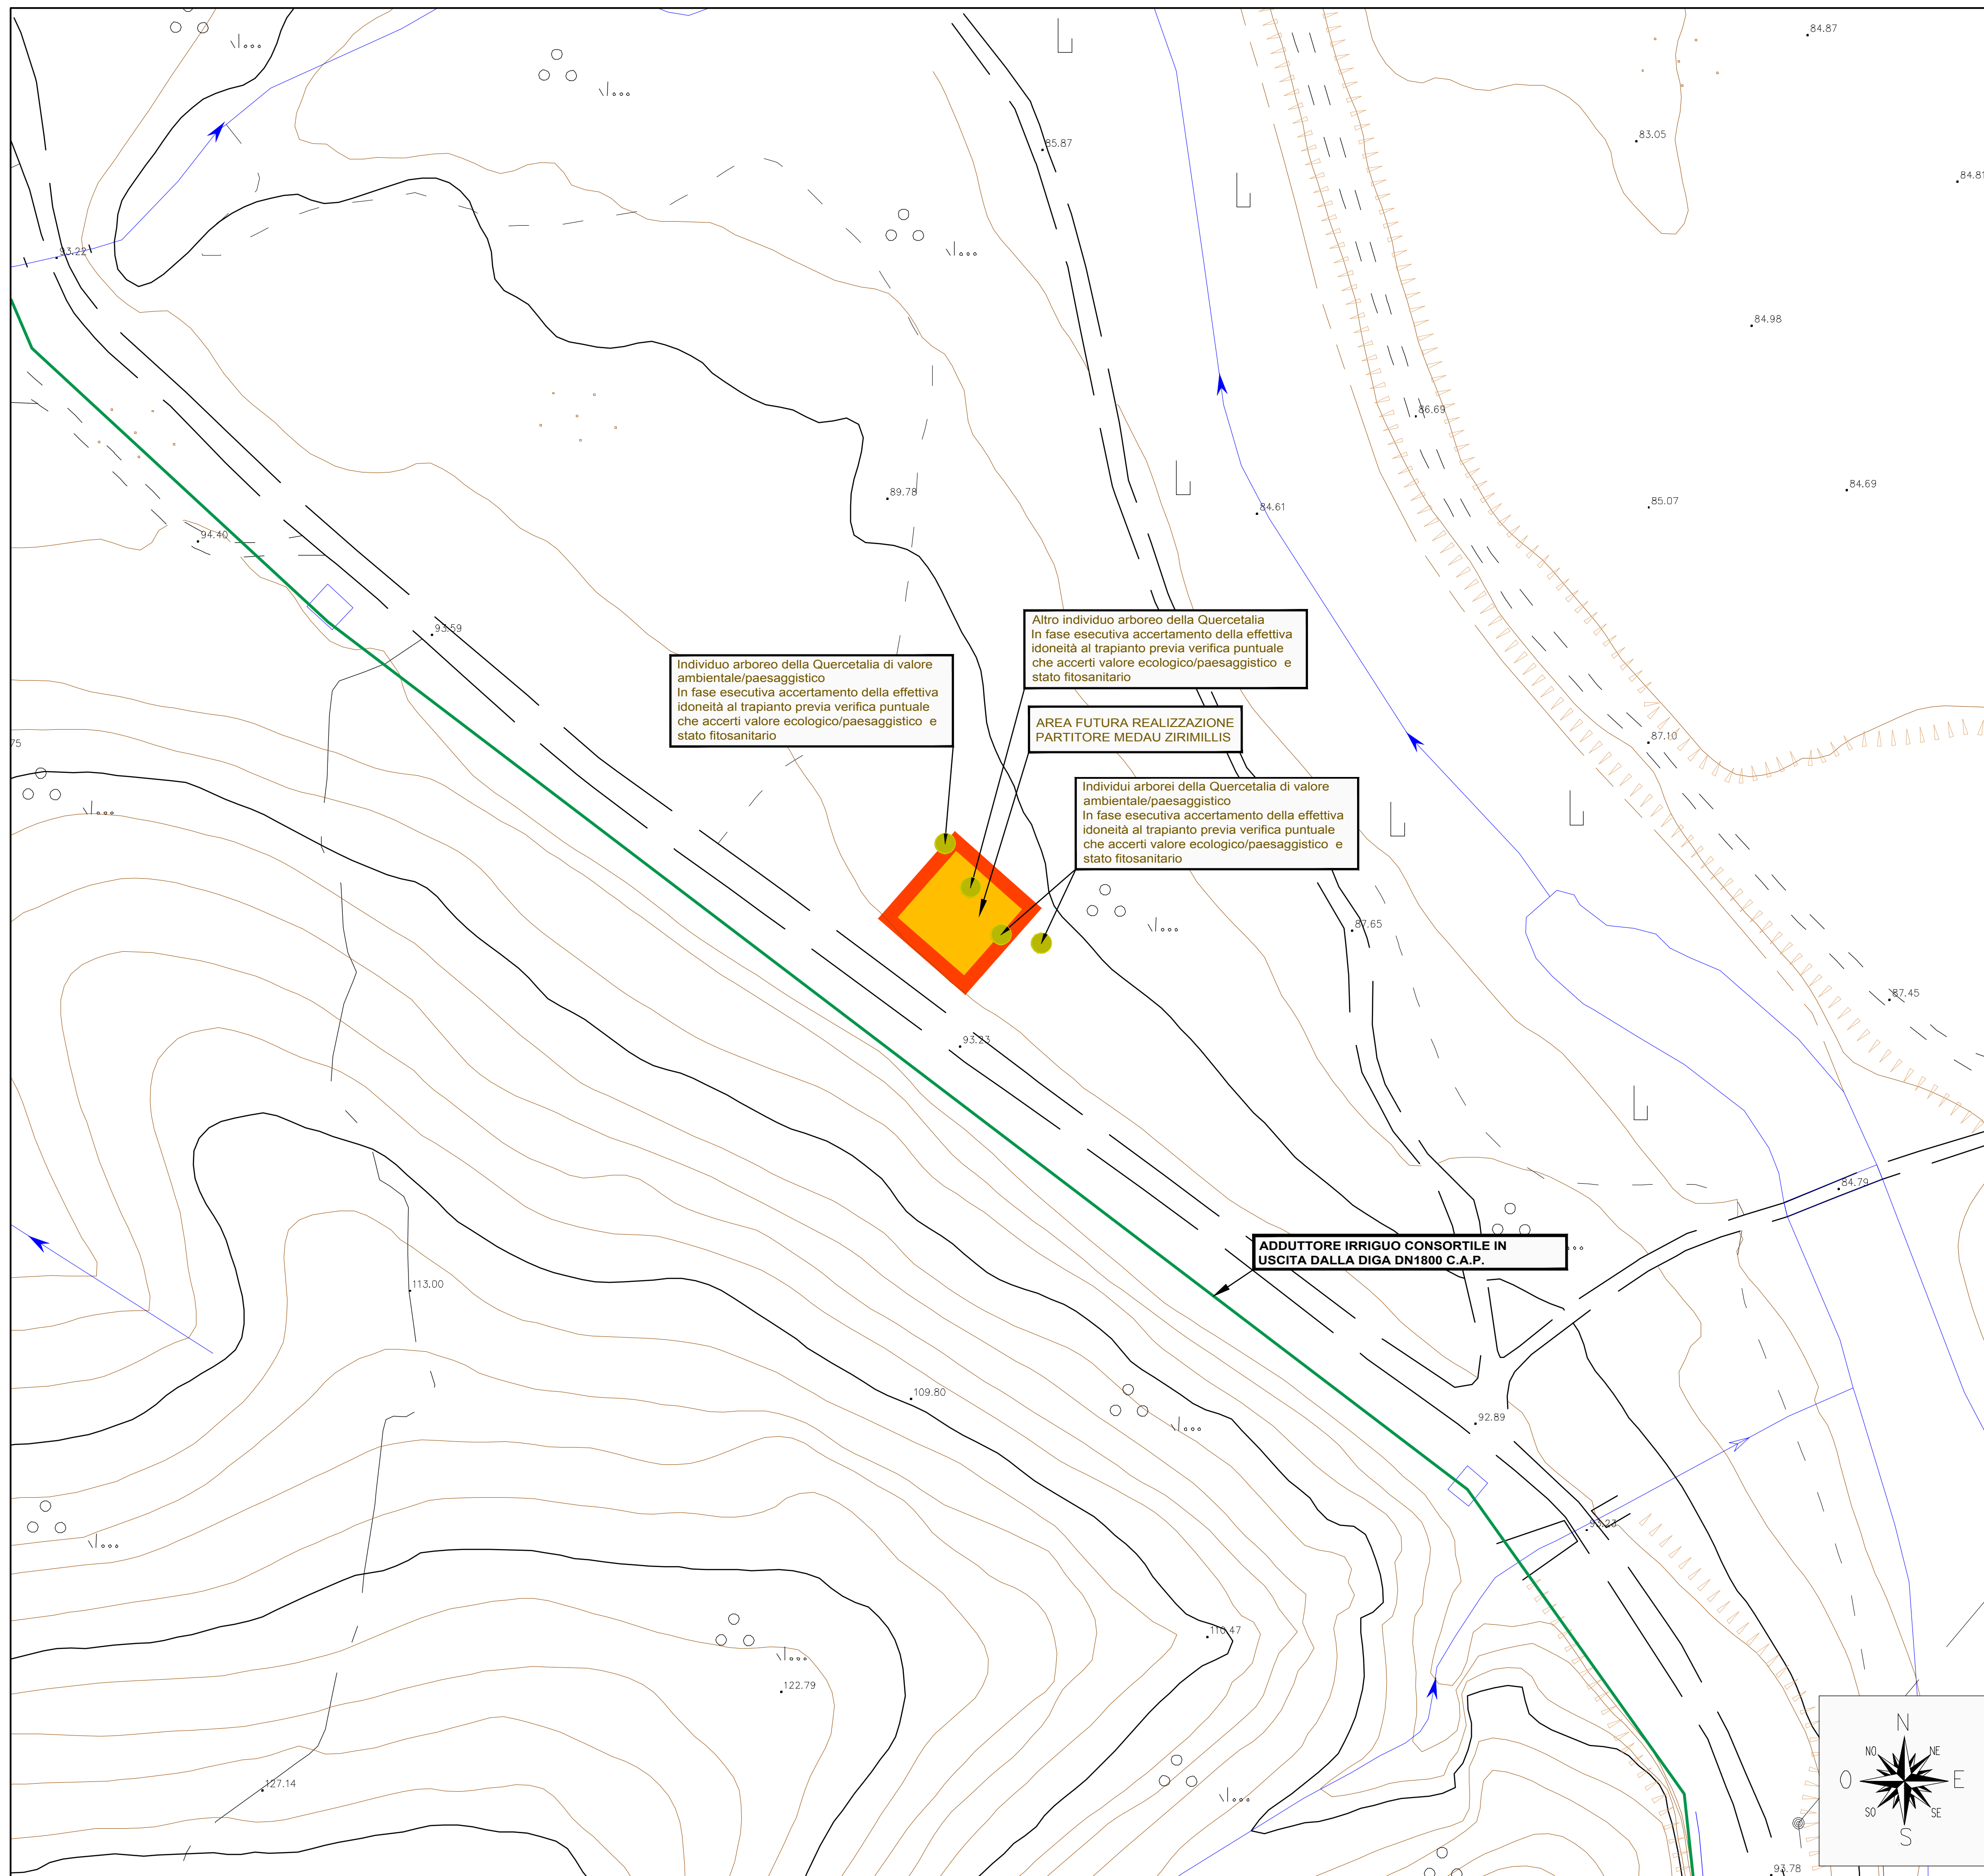 84.87
85.87
83.05
84.81
93.22
84.98
86.69
89.78
84.69
85.07
84.61
94.40
93.59
Altro individuo arboreo della Quercetalia
In fase esecutiva accertamento della effettiva
idoneità al trapianto previa verifica puntuale
che accerti valore ecologico/paesaggistico e
stato fitosanitario
Individuo arboreo della Quercetalia di valore
ambientale/paesaggistico
In fase esecutiva accertamento della effettiva
idoneità al trapianto previa verifica puntuale
che accerti valore ecologico/paesaggistico e
stato fitosanitario
AREA FUTURA REALIZZAZIONE
PARTITORE MEDAU ZIRIMILLIS
75
87.10
Individui arborei della Quercetalia di valore
ambientale/paesaggistico
In fase esecutiva accertamento della effettiva
idoneità al trapianto previa verifica puntuale
che accerti valore ecologico/paesaggistico e
stato fitosanitario
87.65
87.45
93.23
84.79
ADDUTTORE IRRIGUO CONSORTILE IN
USCITA DALLA DIGA DN1800 C.A.P.
113.00
109.80
92.89
93.23
110.47
122.79
127.14
N
NO NE
O E
SO SE
S
93.78